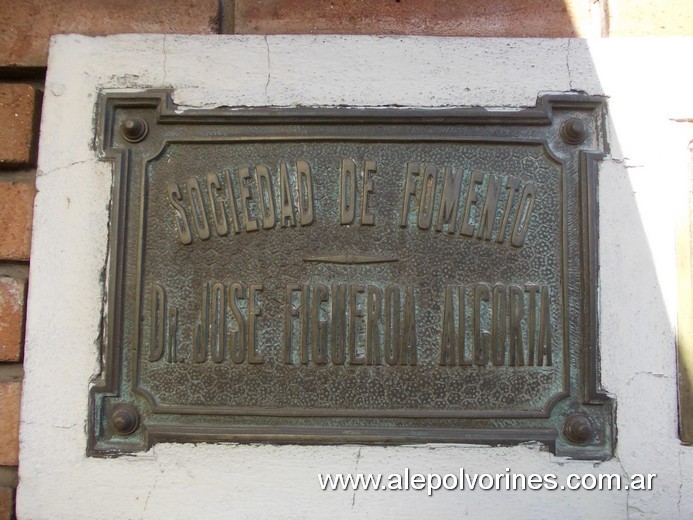 SOCIEDAD DE FOMENTO
DR. JOSE FIGUEROA ALCORTA
www.alepolvorines.com.ar